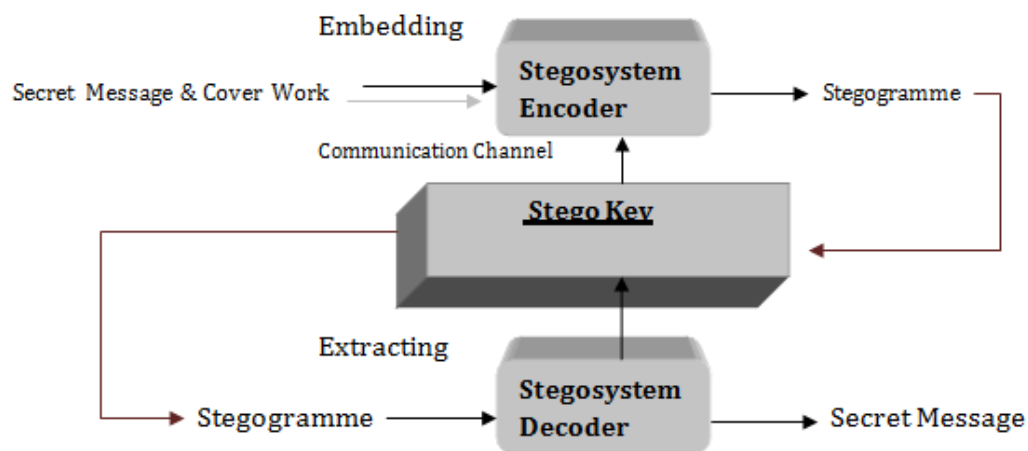 Embedding
Stegosystem
Encoder
Secret Message & Cover Work
Stegogramme
Communication Channel
Stego Key
Extracting
Stegosystem
Decoder
Stegogramme
Secret Message